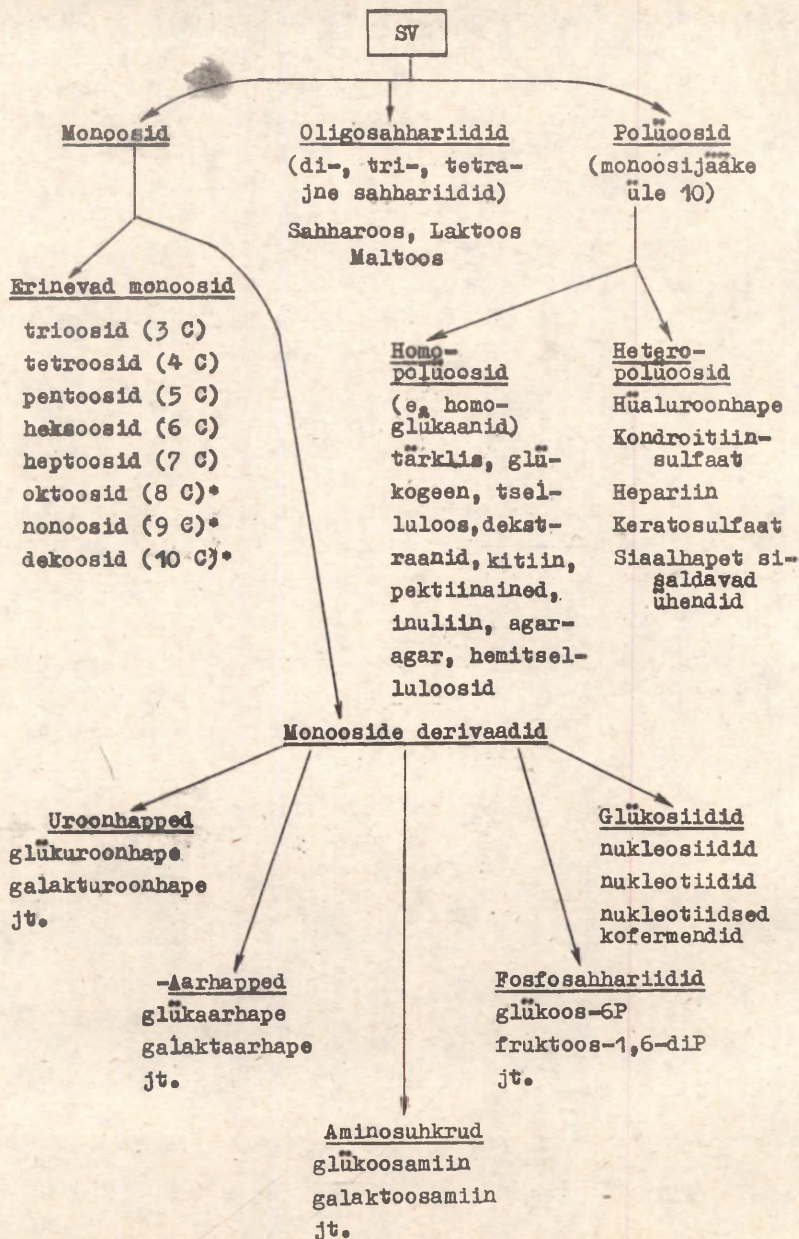 SV
Monoosid
Oligosahhariidid
(di-, tri-, tetra-
jne sahhariidid)
Sahharoos, Laktoos
Maltoos
Polüoosid
(monoosijääke
üle 10)
Erinevad monoosid
trioosid (3 C)
tetroosid (4 C)
pentoosid (5 C)
heksoosid (6 C)
heptoosid (7 C)
oktoosid (8 C)*
nonoosid (9 C)*
dekoosid (10 C)*
Homo-
polüoosid
(e. homo-
glükaanid)
tärklis, glü-
kogeen, tsel-
luloos, dekst-
raanid, kitiin,
pektiinained,
inuliin, agar-
agar, hemitsel-
luloosid
Hetero-
polüoosid
Hüaluroonhape
Kondroitiin-
sulfaat
Hepariin
Keratosulfaat
Siaalhapet si-
saldavad
ühendid
Monooside derivaadid
Uroonhapped
glükuroonhape
galakturoonhape
jt.
-Aarhapped
glükaarhape
galaktaarhape
jt.
Aminosuhkrud
glükoosamiin
galaktoosamiin
jt.
Fosfosahhariidid
glükoos-6P
fruktoos-1,6-diP
jt.
Glükosiidid
nukleosiidid
nukleotiidid
nukleotiidsed
kofermendid